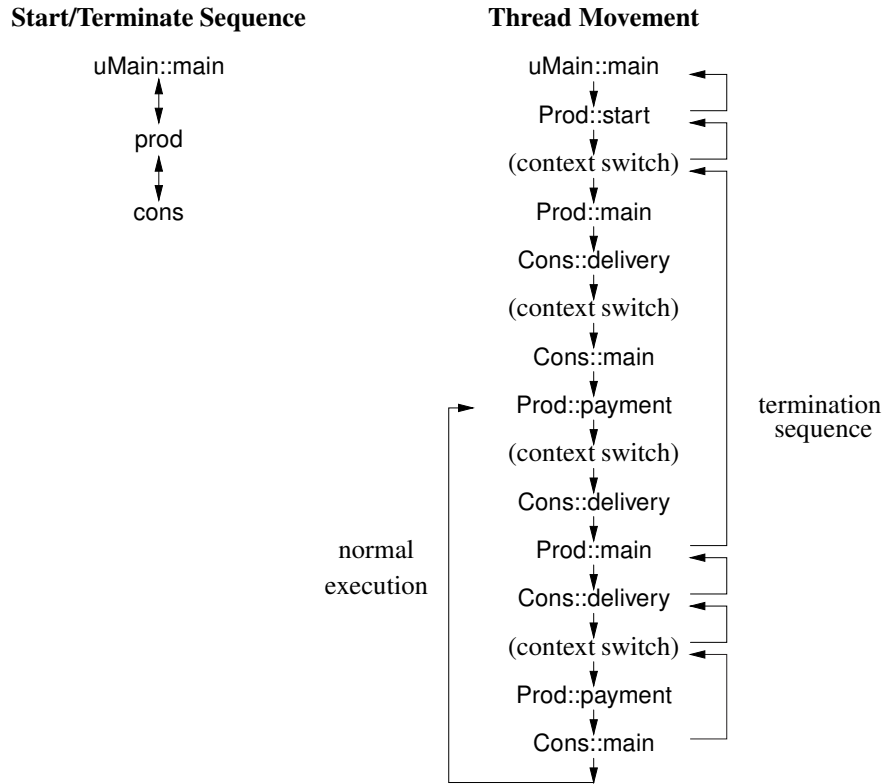 Start/Terminate Sequence
uMain::main
prod
cons
Thread Movement
uMain::main
Prod::start
(context switch)
Prod::main
Cons::delivery
(context switch)
Cons::main
Prod::payment
(context switch)
Cons::delivery
Prod::main
Cons::delivery
(context switch)
Prod::payment
Cons::main
normal
execution
termination
sequence